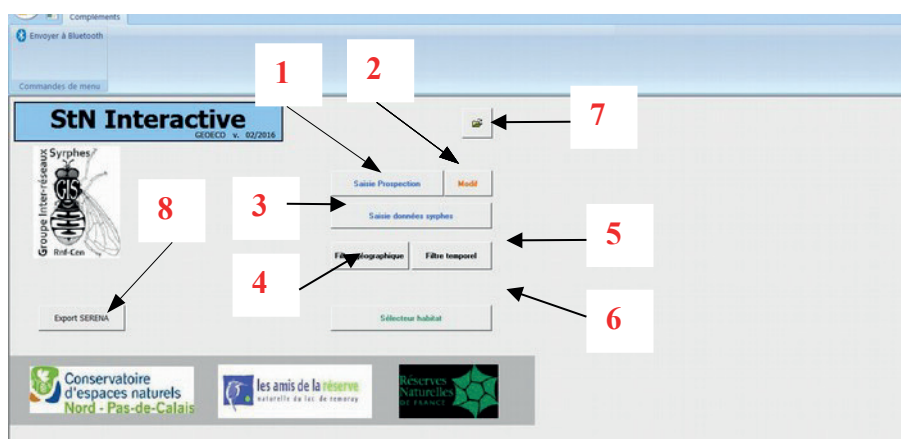 Compléments
Envoyer à Bluetooth
Commandes de menu
1
2
StN Interactive
GEOECO v. 02/2016
7
Groupe Inter-réseaux Syrphes
GIS
Rnf-Cen
Saisie Prospection
Modif
8
3
Saisie données syrphes
5
Filtre géographique
Filtre temporel
4
6
Export SERENA
Sélecteur habitat
Conservatoire
d'espaces naturels
Nord - Pas-de-Calais
les amis de la réserve
naturelle du lac de remoray
Réserves
Naturelles
DE FRANCE